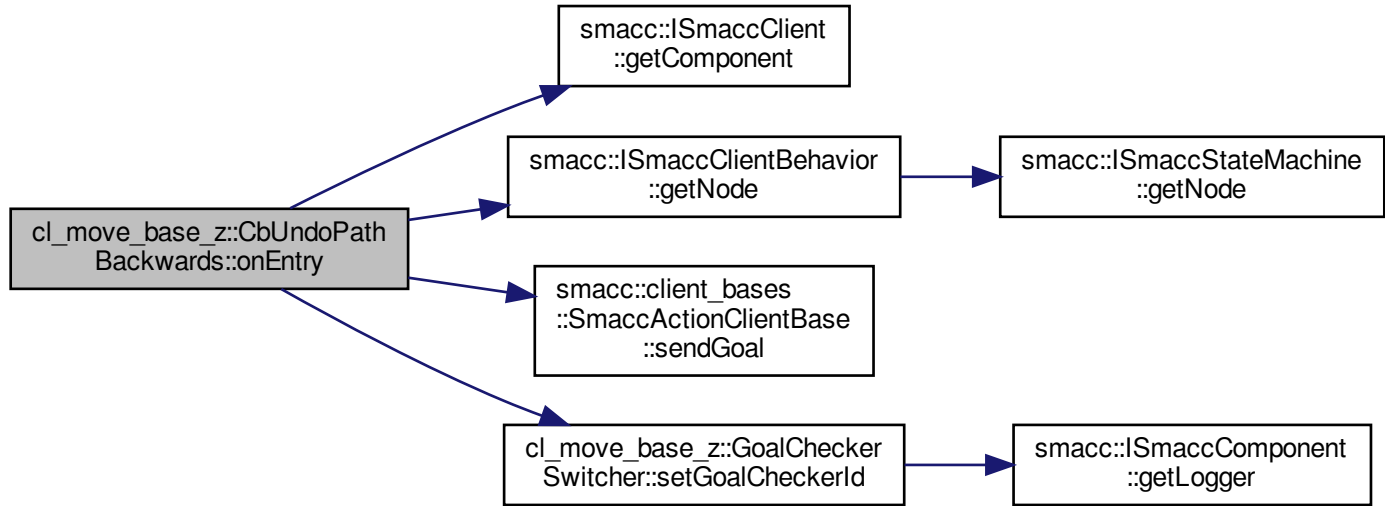 smacc::ISmaccClient
::getComponent
smacc::ISmaccClientBehavior
::getNode
smacc::ISmaccStateMachine
::getNode
cl_move_base_z::CbUndoPath
Backwards::onEntry
smacc::client_bases
::SmaccActionClientBase
::sendGoal
cl_move_base_z::GoalChecker
Switcher::setGoalCheckerId
smacc::ISmaccComponent
::getLogger